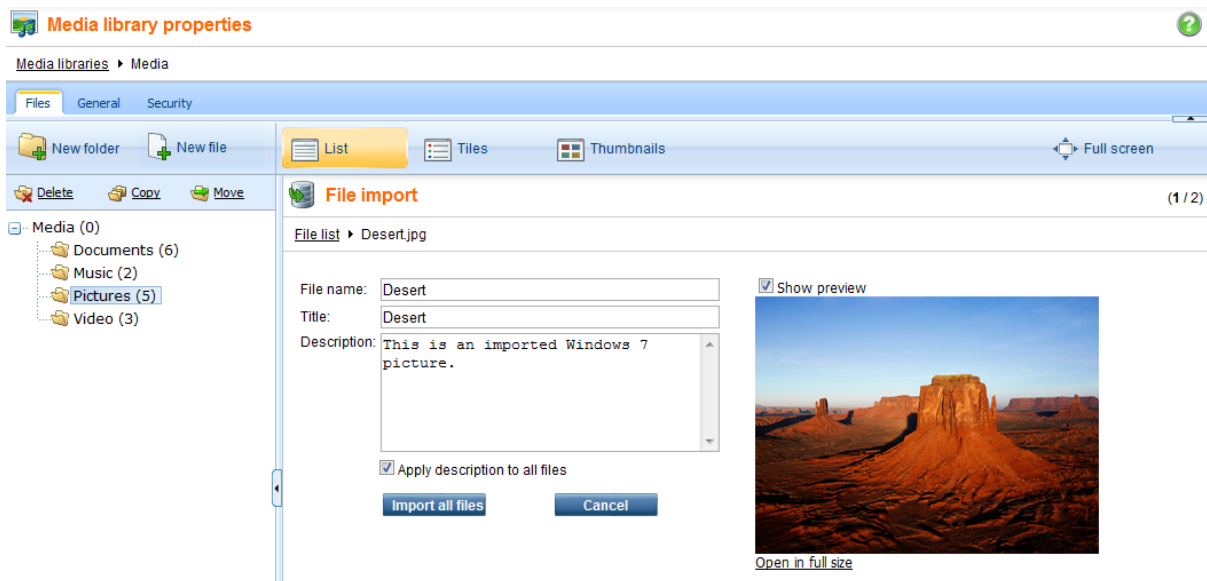 Media library properties
Media libraries Media
Files General Security
New folder New file List Tiles Thumbnails Full screen
Delete Copy Move
File import (1 / 2)
Media (0)
Documents (6)
Music (2)
Pictures (5)
Video (3)
File list Desert.jpg
File name: Desert
Title: Desert
Description: This is an imported Windows 7
picture.
Apply description to all files
Import all files Cancel
Show preview
Open in full size